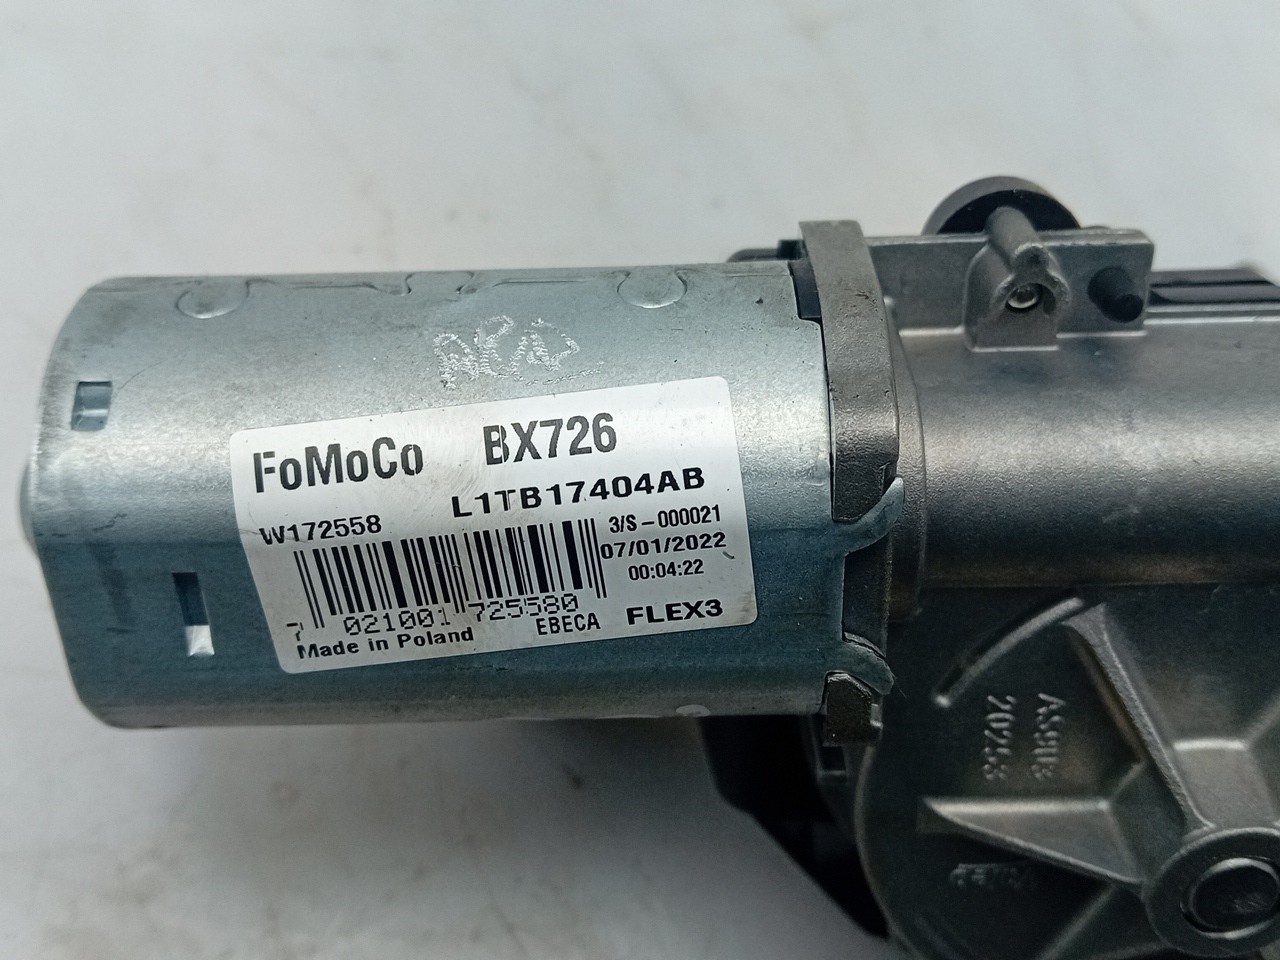 FoMoCo BX726
L1TB17404AB
W172558
3/S-000021
07/01/2022
00:04:22
7 021001 725580
EBECA FLEX3
Made in Poland
20253